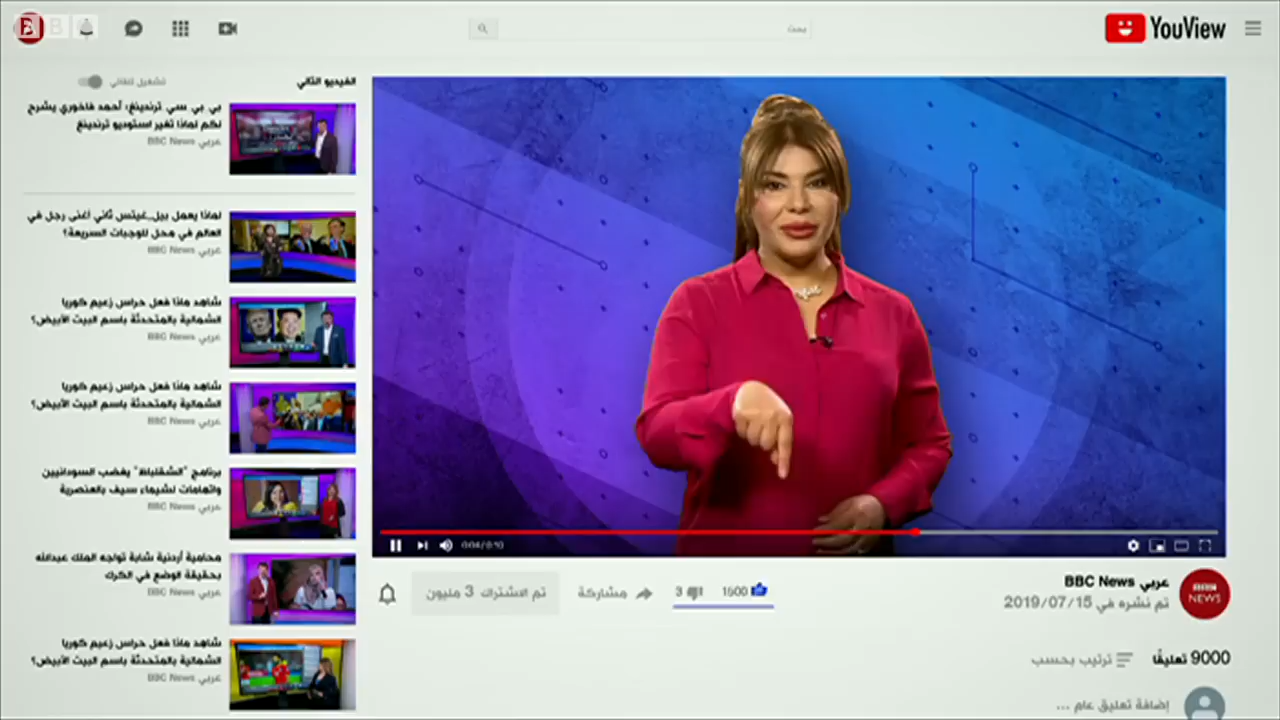 YouView
بحث
الفيديو التالي
تشغيل تلقائي
بي بي سي ترندينغ: أحمد فاخوري يشرح
لكم لماذا تغير استوديو ترندينغ
BBC News عربي
لماذا يعمل بيل غيتس ثاني أغنى رجل في
العالم في محل للوجبات السريعة؟
BBC News عربي
شاهد ماذا فعل حراس زعيم كوريا
الشمالية بالمتحدثة باسم البيت الأبيض؟
BBC News عربي
شاهد ماذا فعل حراس زعيم كوريا
الشمالية بالمتحدثة باسم البيت الأبيض؟
BBC News عربي
برنامج "الشقلباظ" يغضب السودانيين
واتهامات لشيماء سيف بالعنصرية
BBC News عربي
محامية أردنية شابة تواجه الملك عبدالله
بحقيقة الوضع في الكرك
BBC News عربي
شاهد ماذا فعل حراس زعيم كوريا
الشمالية بالمتحدثة باسم البيت الأبيض؟
BBC News عربي
BBC NEWS
BBC News عربي
تم نشره في 2019/07/15
1500
3
مشاركة
تم الاشتراك 3 مليون
9000 تعليقًا
ترتيب بحسب
إضافة تعليق عام ...